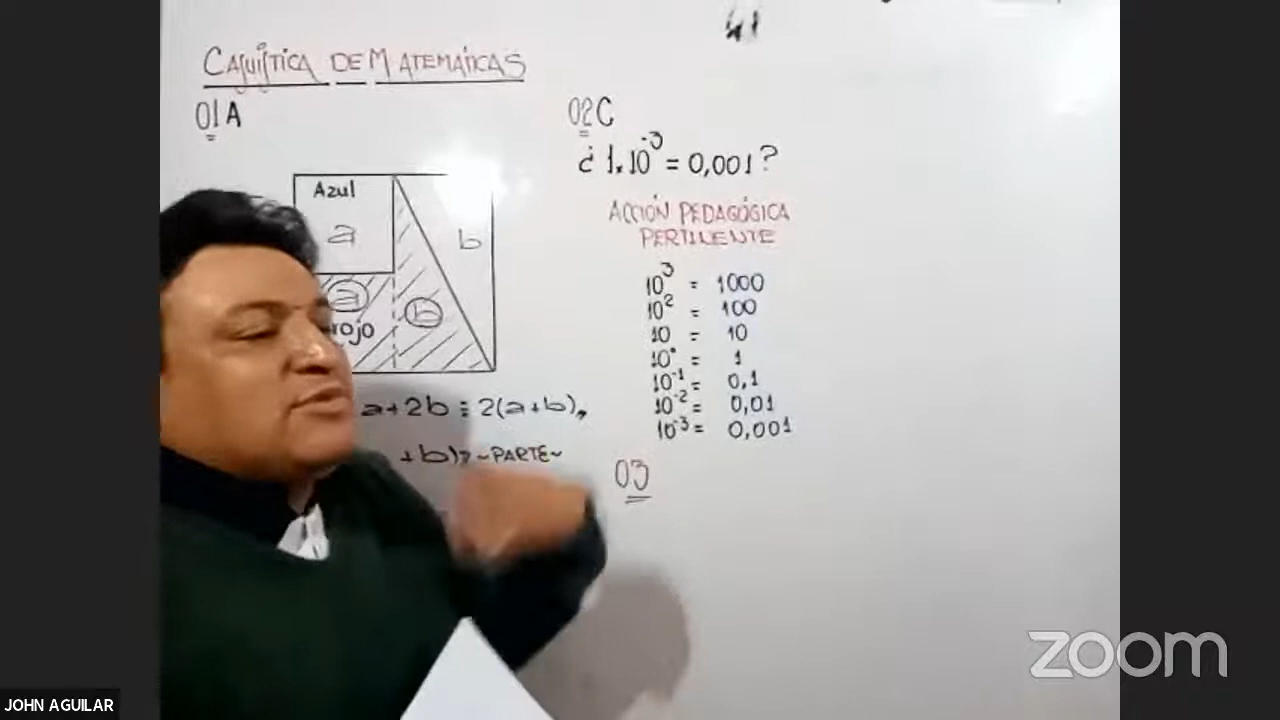 41
CASUÍSTICA DE MATEMÁTICAS
01 A
Azul
a
b
a
b
rojo
a+2b = 2(a+b),,
+b)> ~PARTE~
02 C
¿ 1.10⁻³ = 0,001?
ACCIÓN PEDAGÓGICA
PERTINENTE
10³ = 1000
10² = 100
10 = 10
10° = 1
10⁻¹ = 0,1
10⁻² = 0,01
10⁻³ = 0,001
03
zoom
JOHN AGUILAR